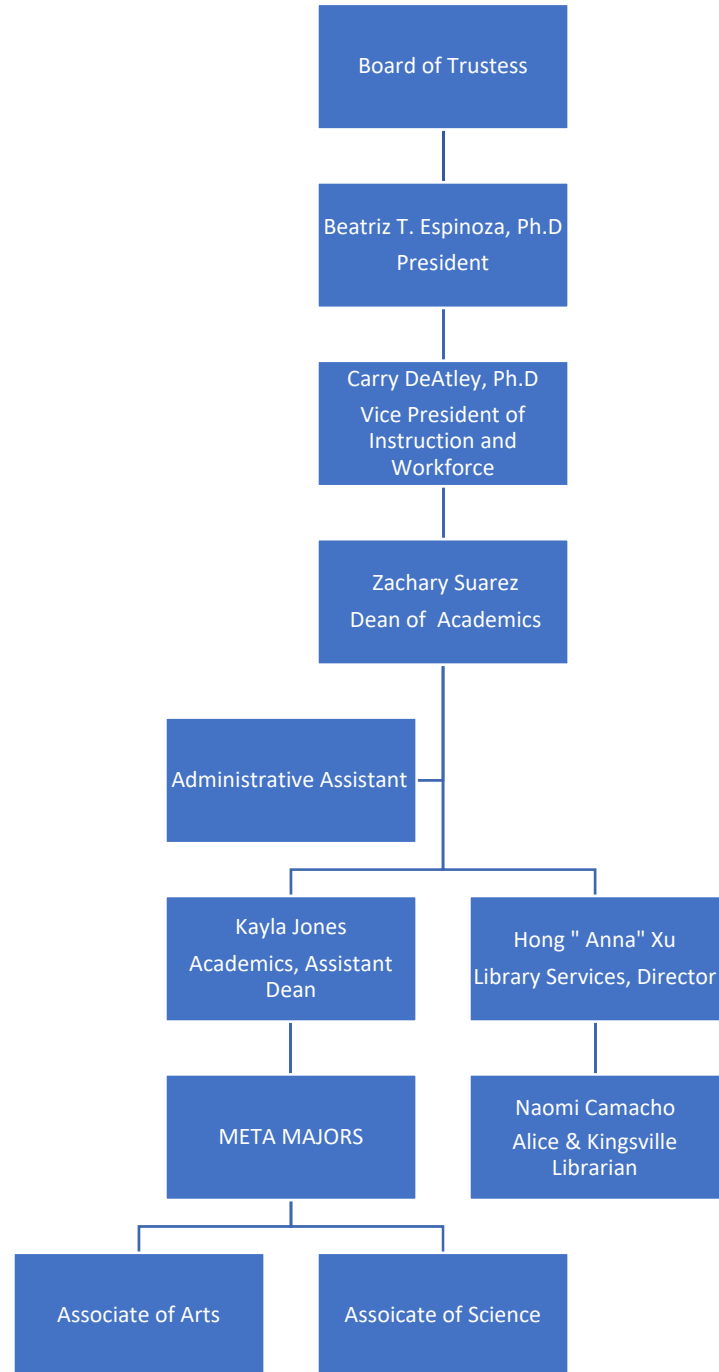 Board of Trustess
Beatriz T. Espinoza, Ph.D
President
Carry DeAtley, Ph.D
Vice President of
Instruction and
Workforce
Zachary Suarez
Dean of  Academics
Administrative Assistant
Kayla Jones
Academics, Assistant
Dean
Hong " Anna" Xu
Library Services, Director
META MAJORS
Naomi Camacho
Alice & Kingsville
Librarian
Associate of Arts
Assoicate of Science